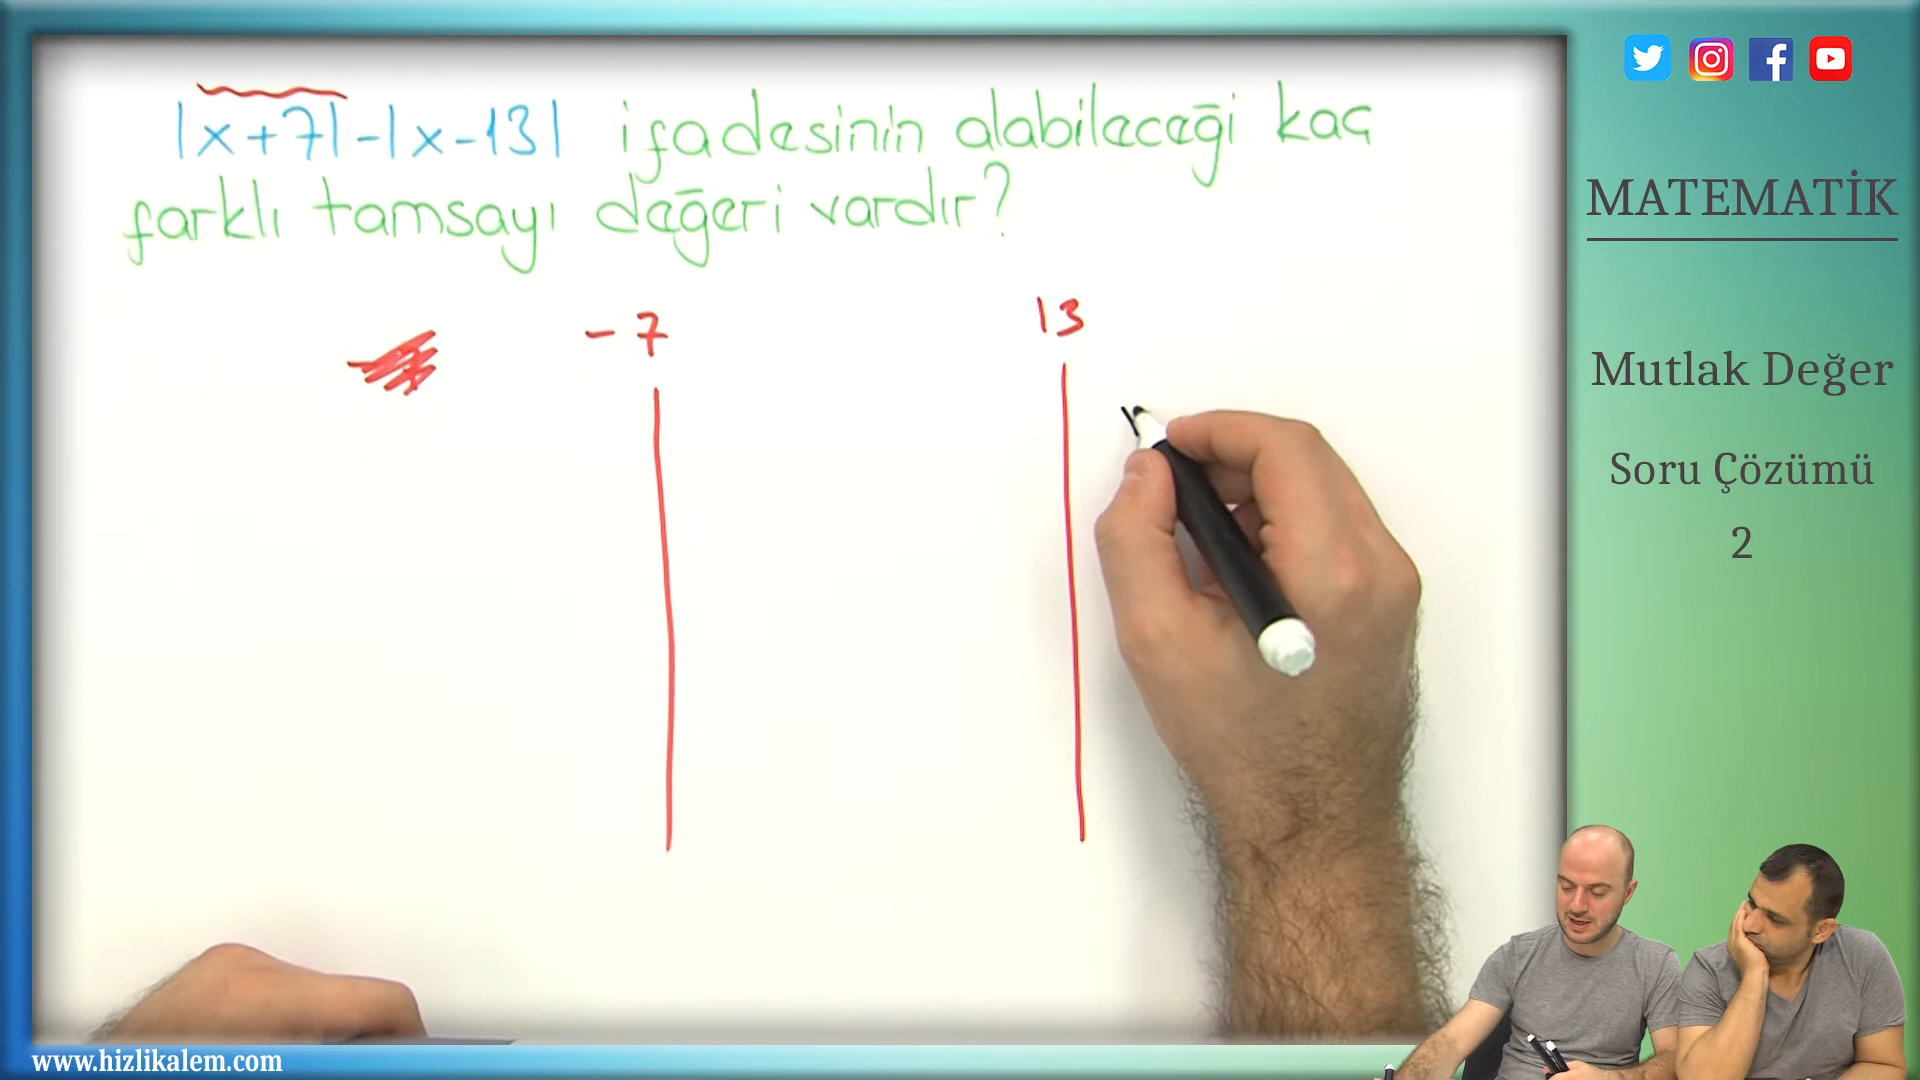 |x+7|-|x-13| ifadesinin alabileceği kaç
farklı tamsayı değeri vardır?
-7
13
MATEMATİK
Mutlak Değer
Soru Çözümü
2
www.hizlikalem.com